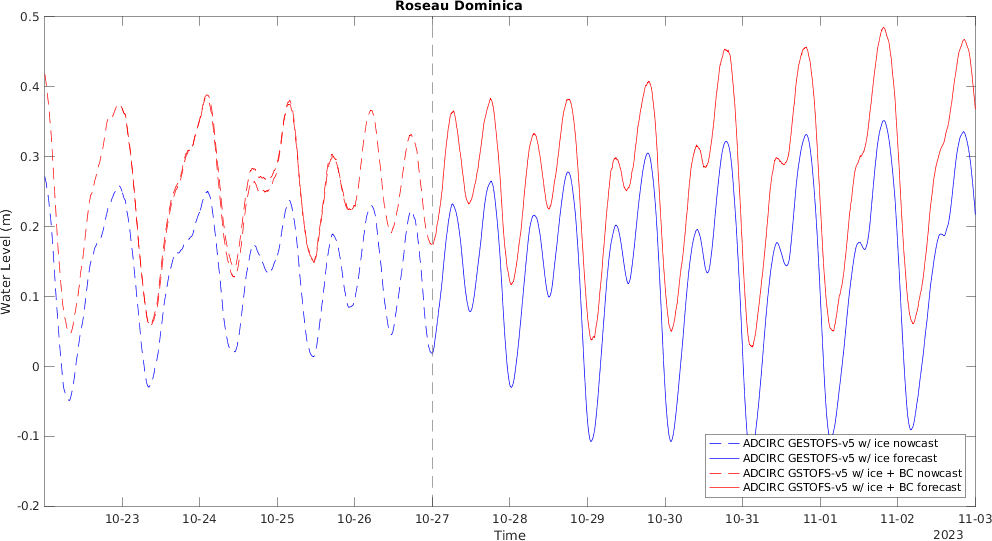 Roseau Dominica
0.5
0.4
0.3
0.2
0.1
0
-0.1
-0.2
Water Level (m)
10-23 10-24 10-25 10-26 10-27 10-28 10-29 10-30 10-31 11-01 11-02 11-03
Time
2023
ADCIRC GESTOFS-v5 w/ ice nowcast
ADCIRC GESTOFS-v5 w/ ice forecast
ADCIRC GSTOFS-v5 w/ ice + BC nowcast
ADCIRC GSTOFS-v5 w/ ice + BC forecast